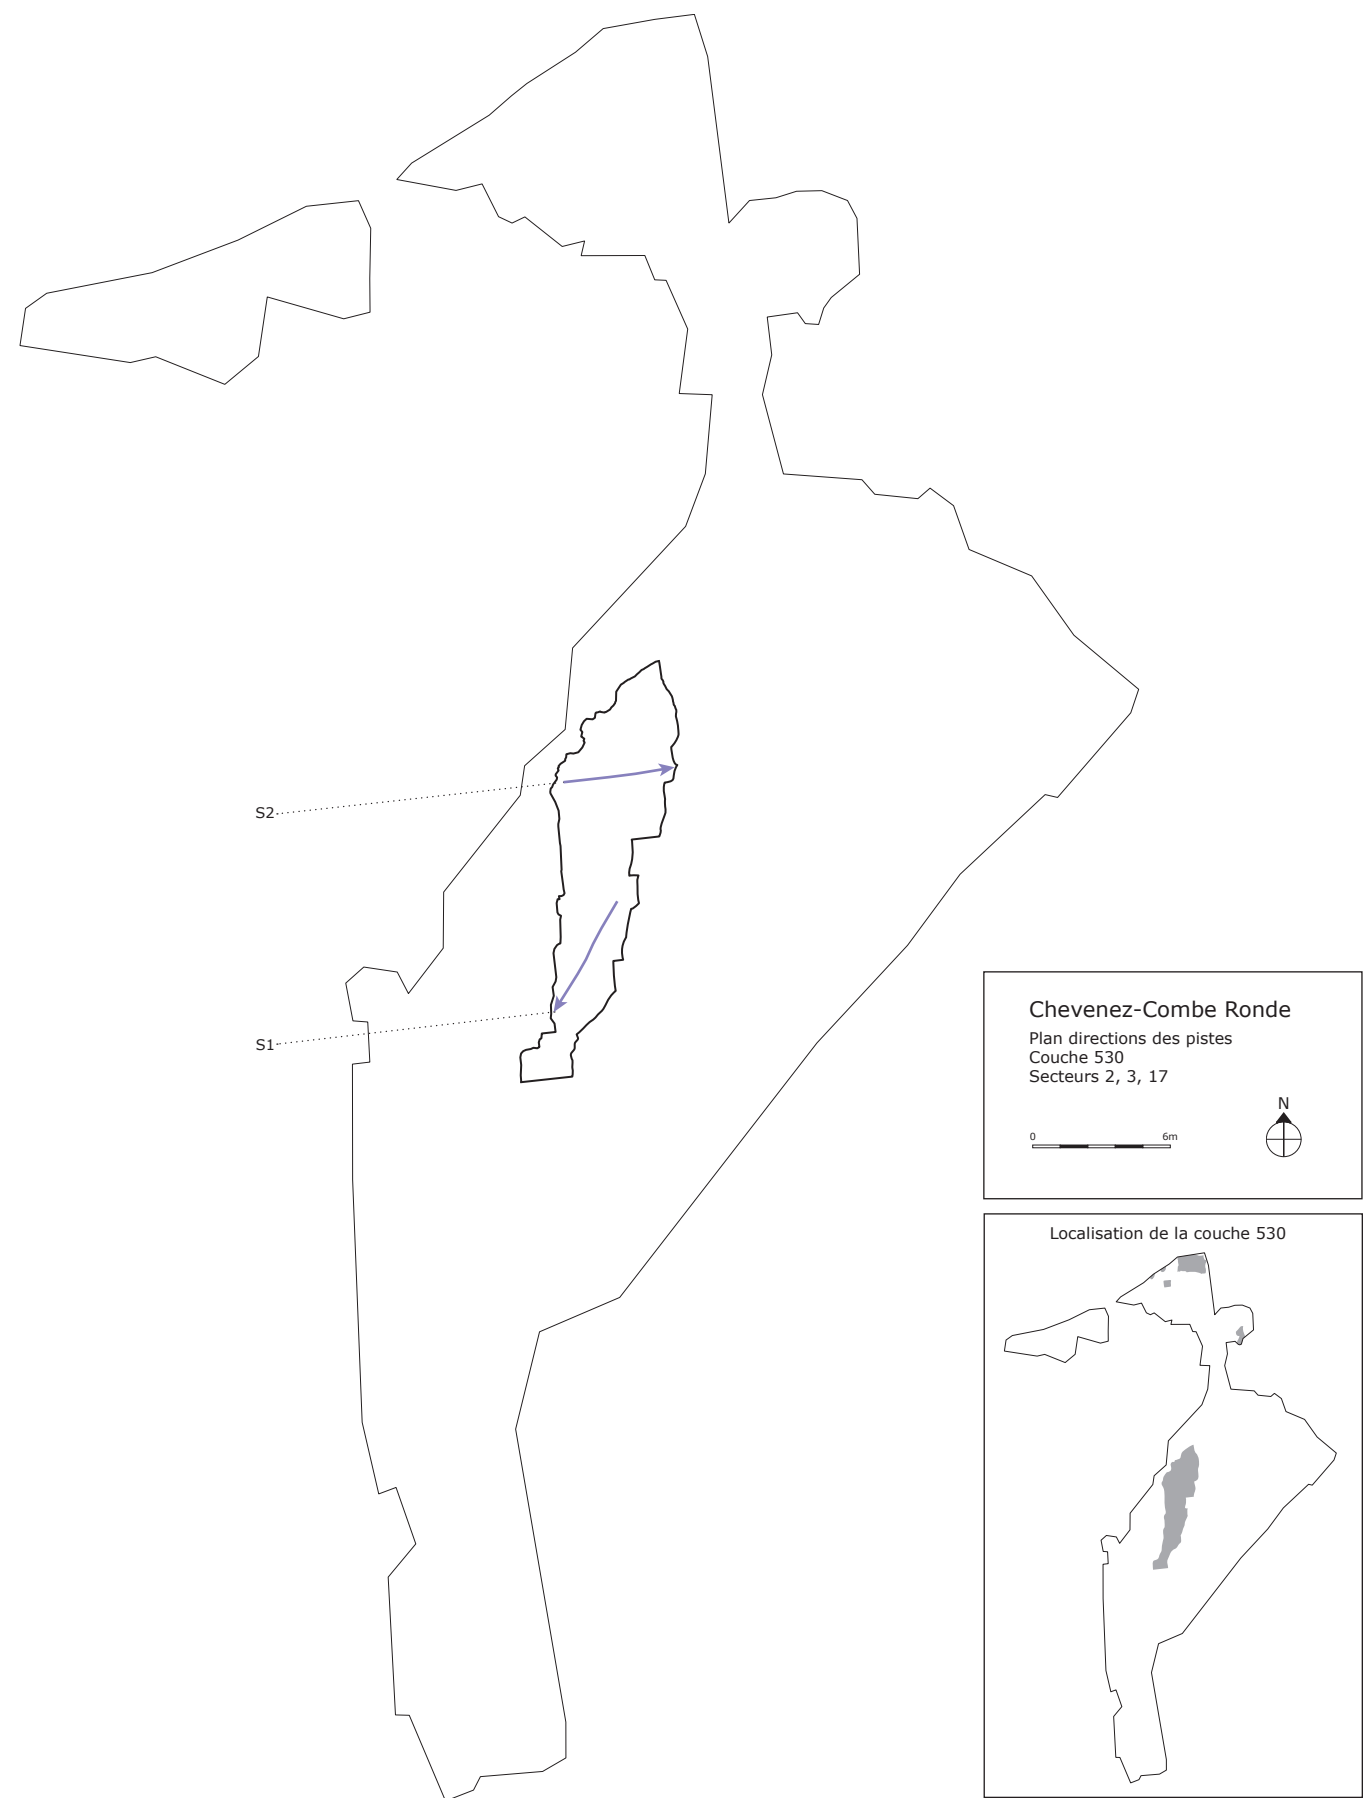 S2
S1
Chevenez-Combe Ronde
Plan directions des pistes
Couche 530
Secteurs 2, 3, 17
N
0 6m
Localisation de la couche 530